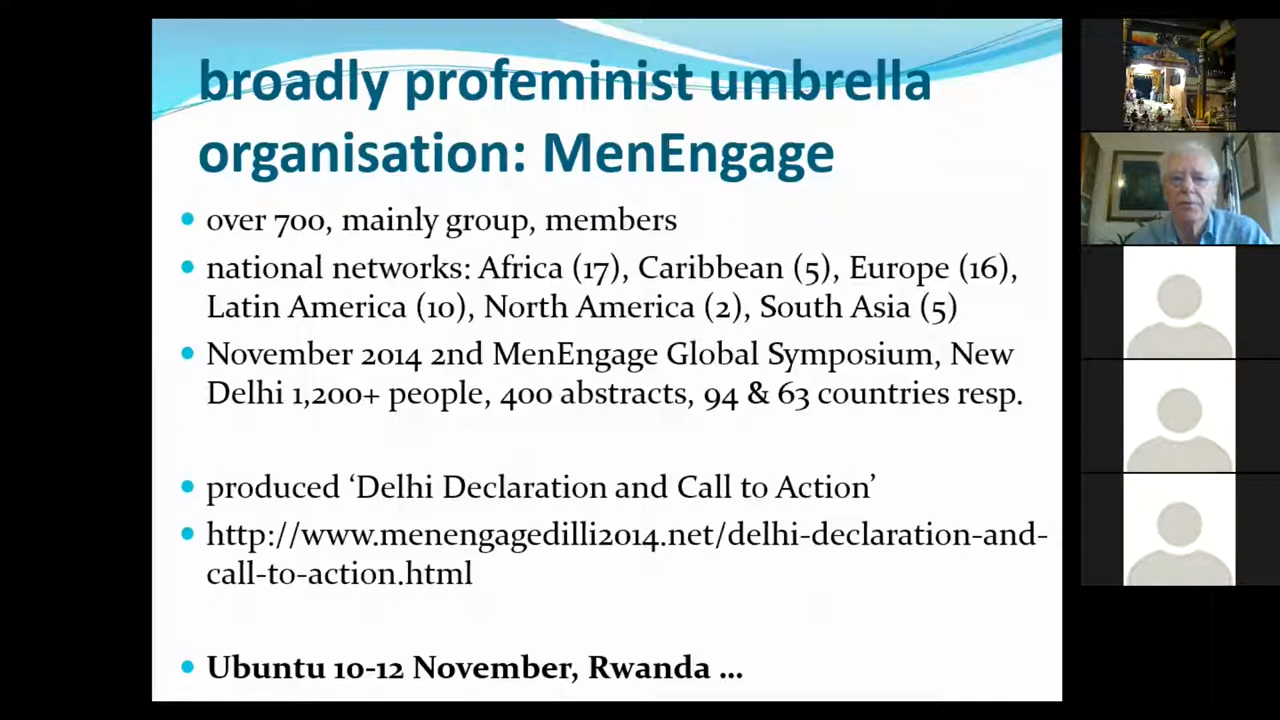 broadly profeminist umbrella
organisation: MenEngage
• over 700, mainly group, members
• national networks: Africa (17), Caribbean (5), Europe (16),
Latin America (10), North America (2), South Asia (5)
• November 2014 2nd MenEngage Global Symposium, New
Delhi 1,200+ people, 400 abstracts, 94 & 63 countries resp.
• produced ‘Delhi Declaration and Call to Action’
• http://www.menengagedilli2014.net/delhi-declaration-and-
call-to-action.html
• Ubuntu 10-12 November, Rwanda ...